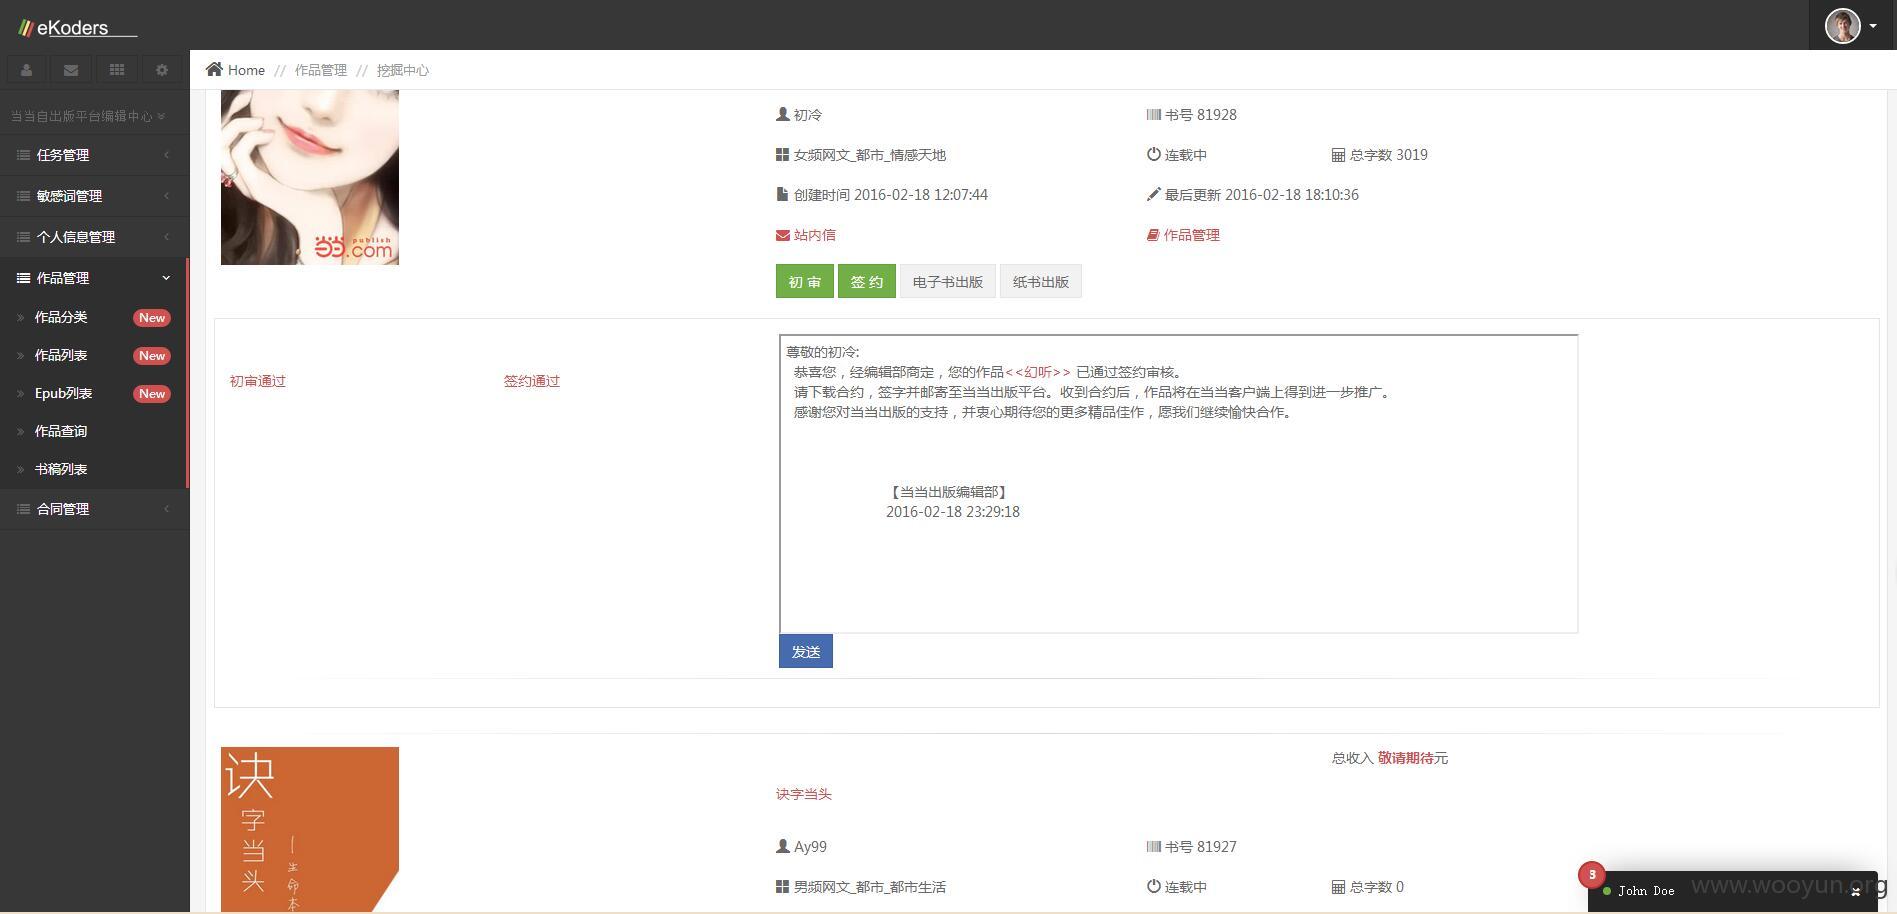 eKoders
Home // 作品管理 // 挖掘中心
当当自出版平台编辑中心
任务管理
敏感词管理
个人信息管理
作品管理
作品分类 New
作品列表 New
Epub列表 New
作品查询
书稿列表
合同管理
当当.com
publish
初冷
书号 81928
女频网文_都市_情感天地
连载中
总字数 3019
创建时间 2016-02-18 12:07:44
最后更新 2016-02-18 18:10:36
站内信
作品管理
初 审
签 约
电子书出版
纸书出版
初审通过
签约通过
尊敬的初冷:
恭喜您，经编辑部商定，您的作品<<幻听>> 已通过签约审核。
请下载合约，签字并邮寄至当当出版平台。收到合约后，作品将在当当客户端上得到进一步推广。
感谢您对当当出版的支持，并衷心期待您的更多精品佳作，愿我们继续愉快合作。
【当当出版编辑部】
2016-02-18 23:29:18
发送
诀
字
当
头
一
生
命
本
总收入 敬请期待元
诀字当头
Ay99
书号 81927
男频网文_都市_都市生活
连载中
总字数 0
3
John Doe
www.wooyun.org